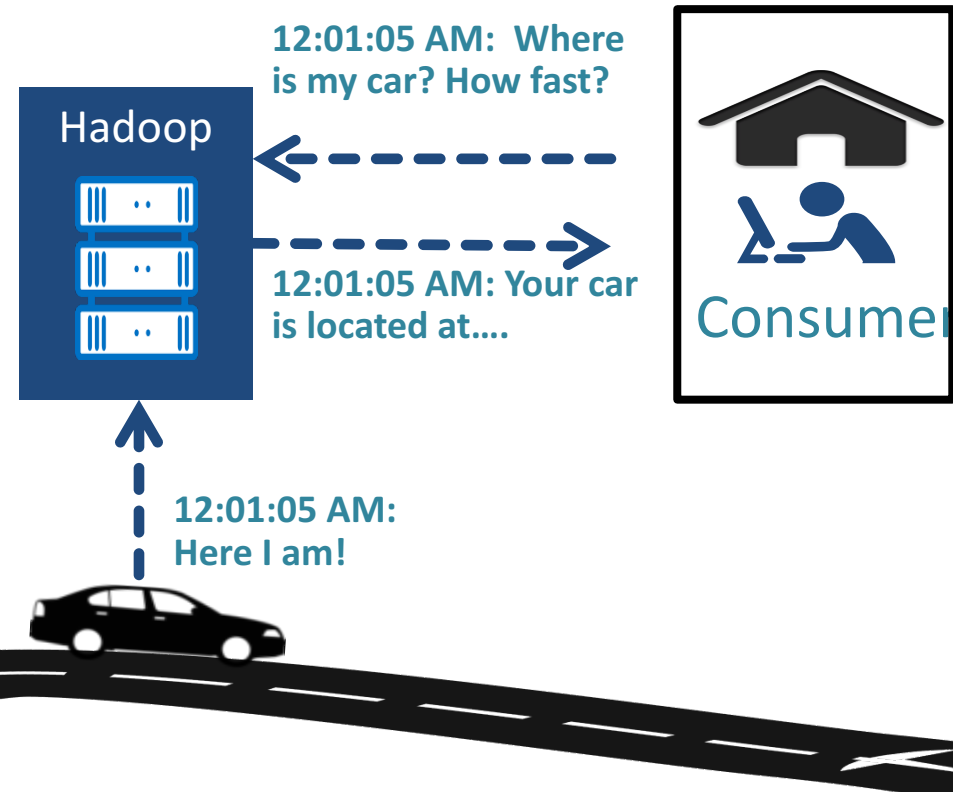 12:01:05 AM:  Where
is my car? How fast?
Hadoop
12:01:05 AM: Your car
is located at….
Consumer
12:01:05 AM:
Here I am!